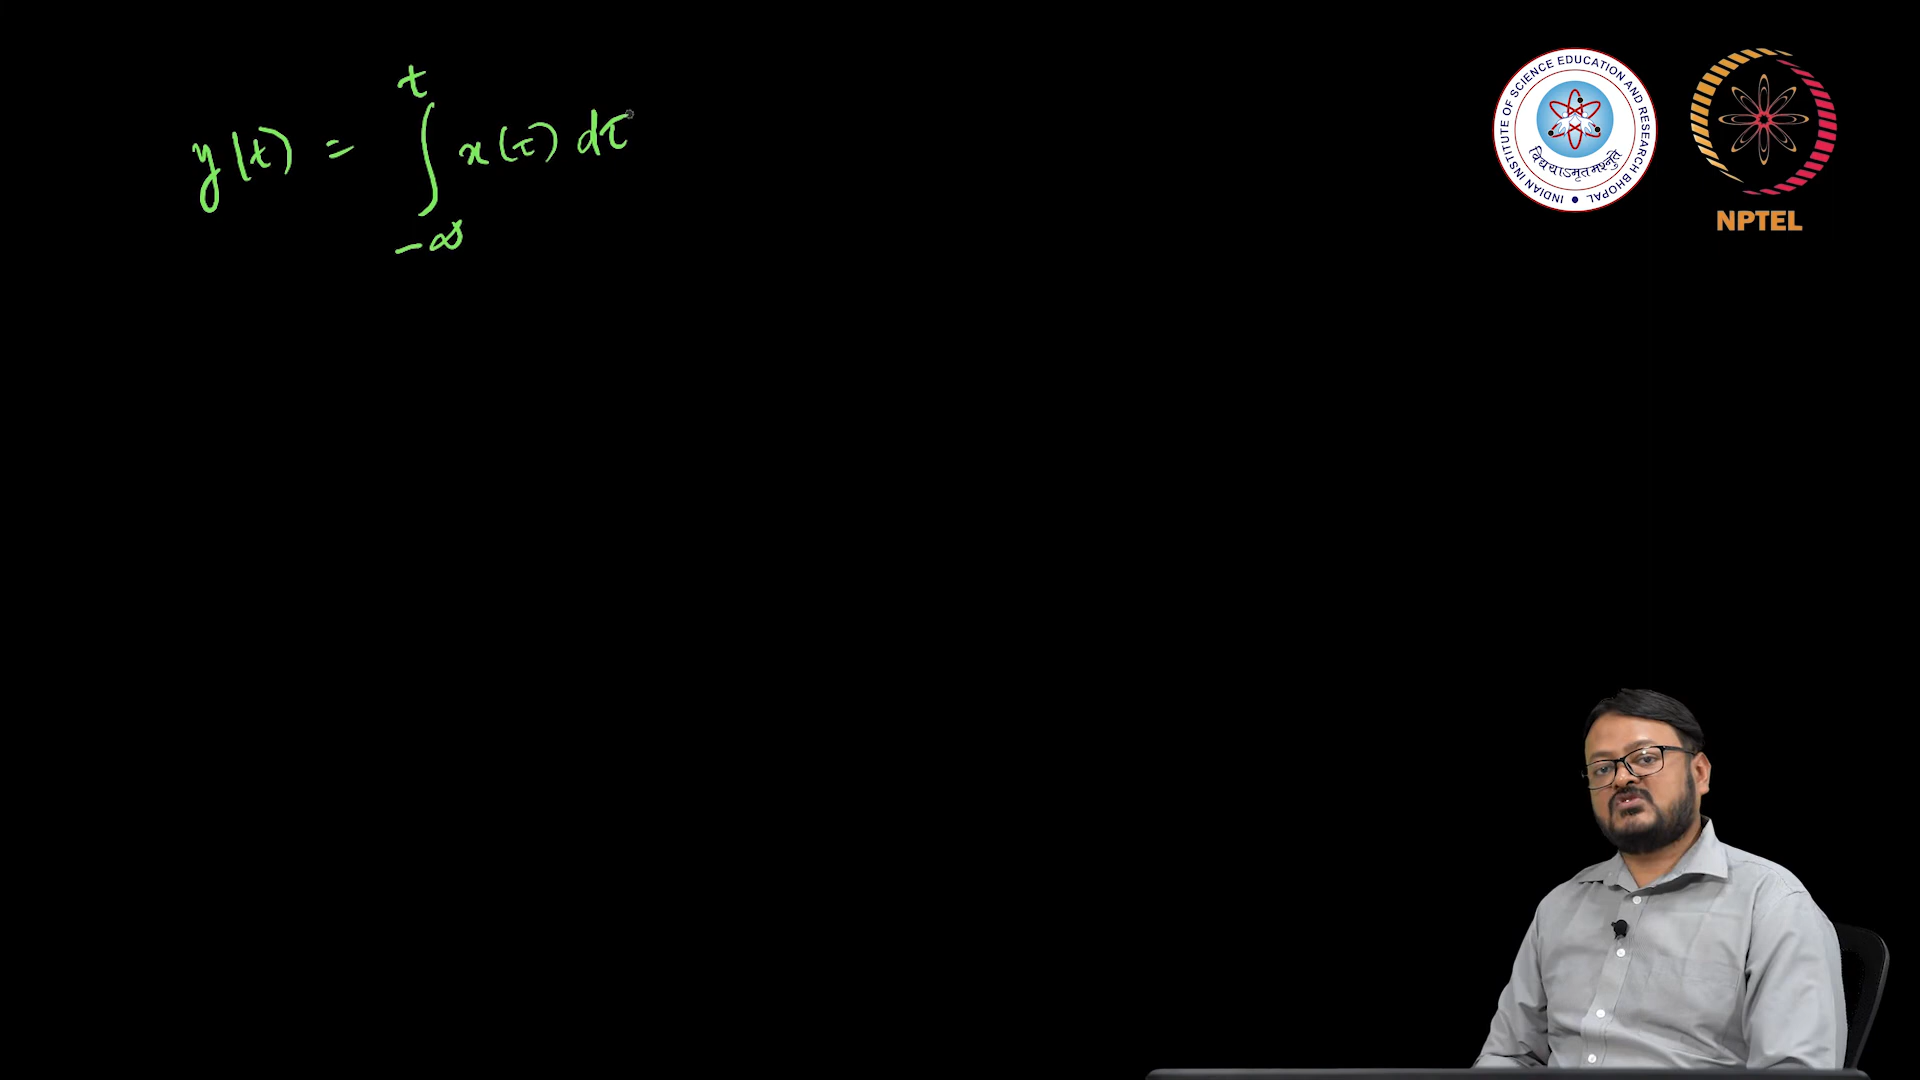 y(t) = ∫_{-∞}^{t} x(τ) dτ
INDIAN INSTITUTE OF SCIENCE EDUCATION AND RESEARCH BHOPAL
विद्ययाऽमृतमश्नुते
NPTEL